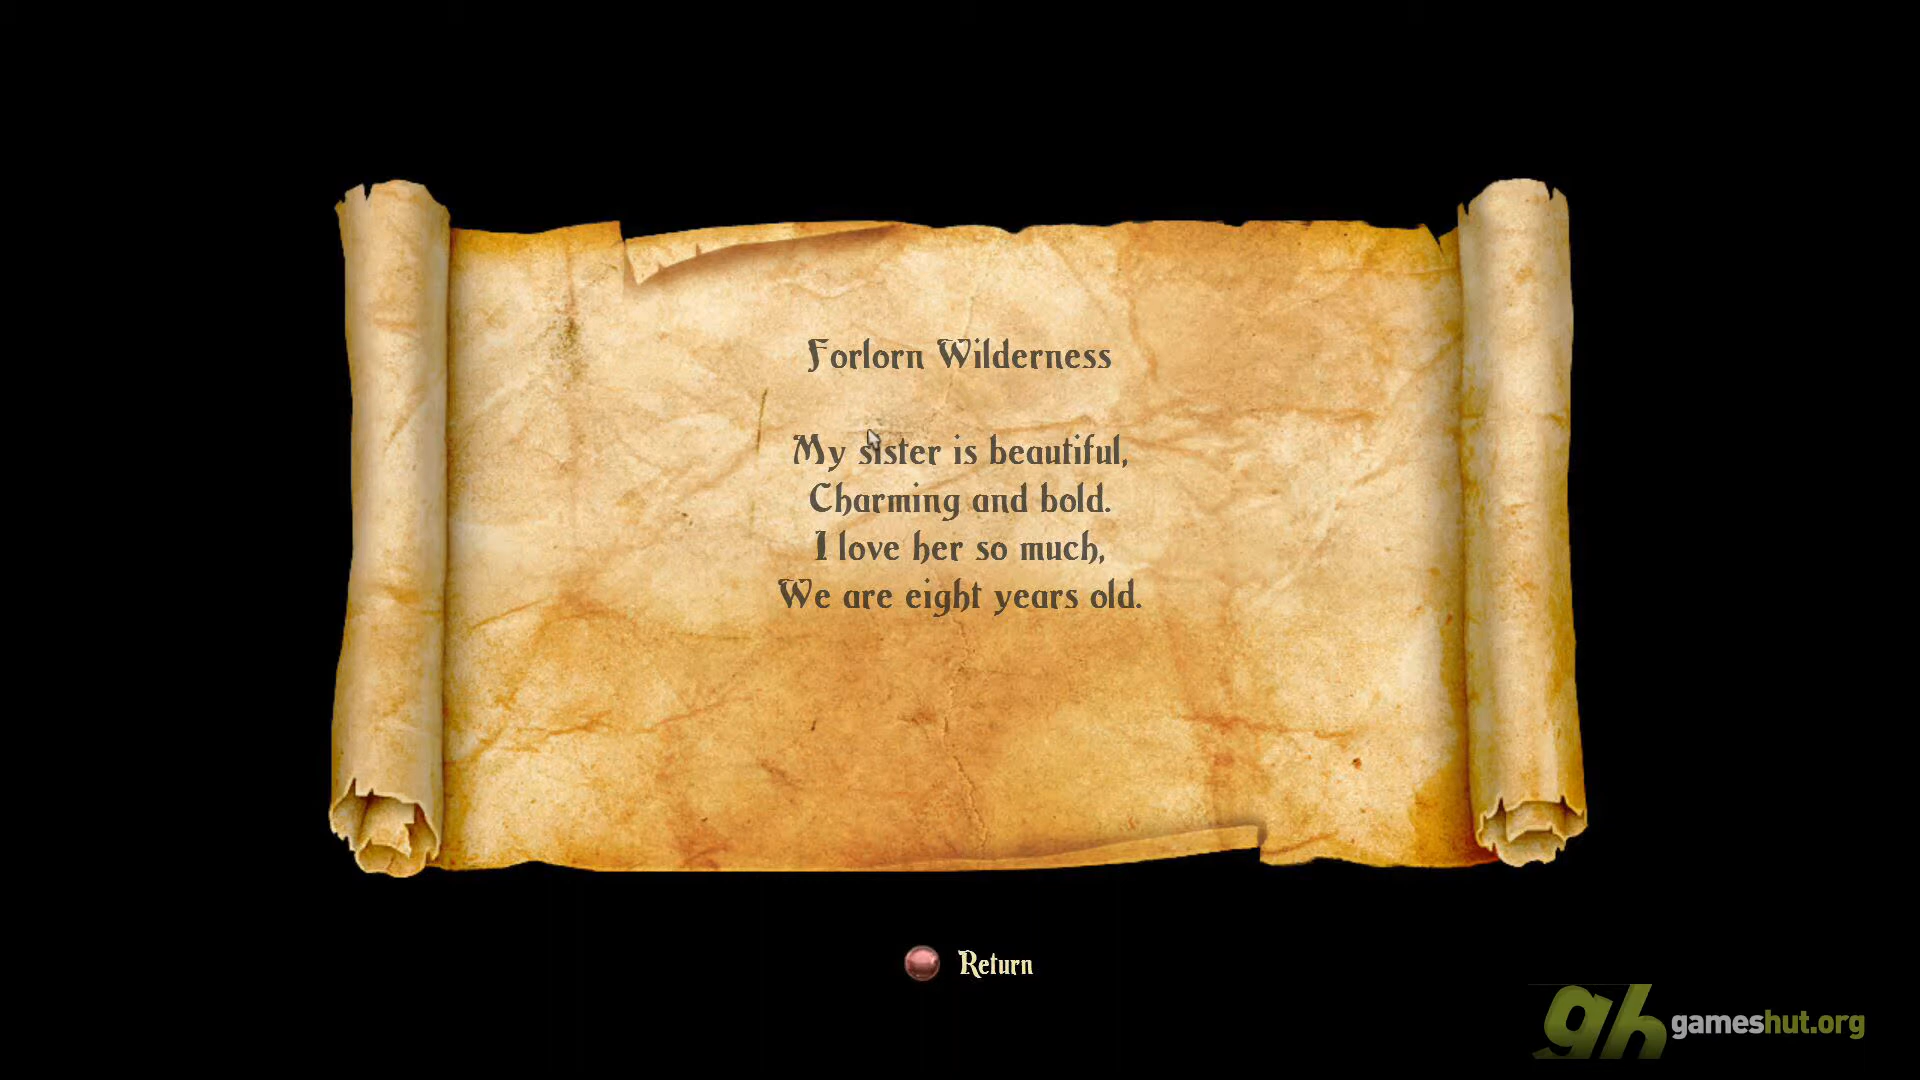 Forlorn Wilderness
My sister is beautiful,
Charming and bold.
I love her so much,
We are eight years old.
Return
gh gameshut.org